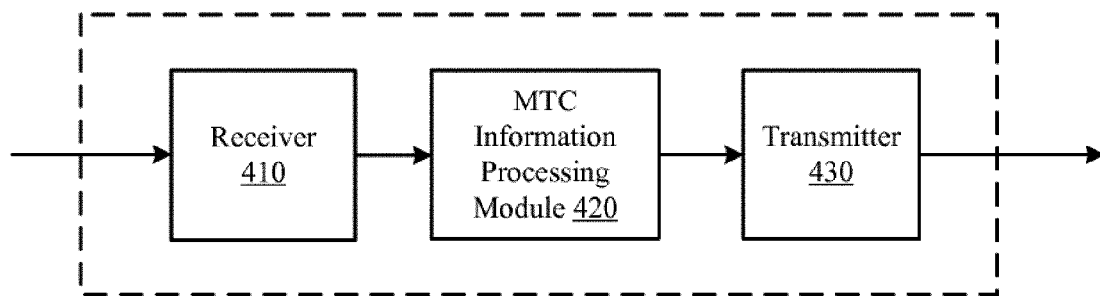 Receiver
410
MTC
Information
Processing
Module 420
Transmitter
430